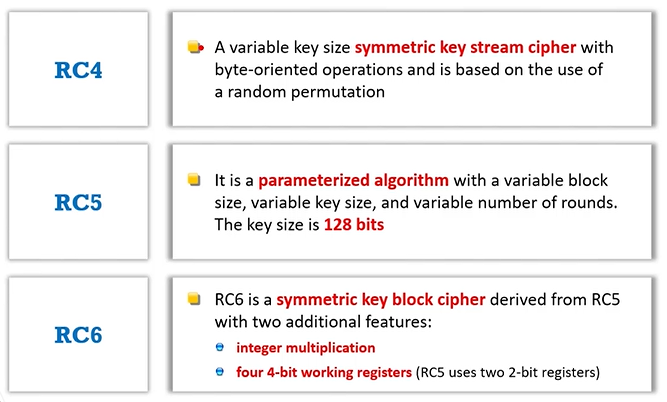 RC4
A variable key size symmetric key stream cipher with
byte-oriented operations and is based on the use of
a random permutation
RC5
It is a parameterized algorithm with a variable block
size, variable key size, and variable number of rounds.
The key size is 128 bits
RC6
RC6 is a symmetric key block cipher derived from RC5
with two additional features:
integer multiplication
four 4-bit working registers (RC5 uses two 2-bit registers)